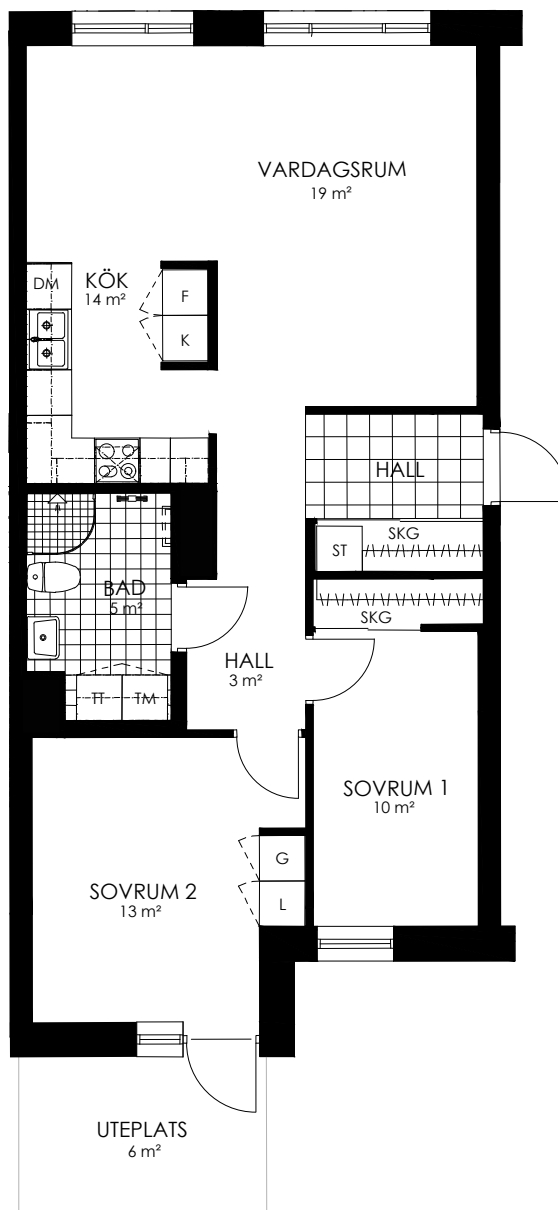 VARDAGSRUM
19 m²
KÖK
14 m²
DM
F
K
HALL
SKG
ST
BAD
5 m²
SKG
HALL
3 m²
TT
TM
SOVRUM 1
10 m²
G
L
SOVRUM 2
13 m²
UTEPLATS
6 m²